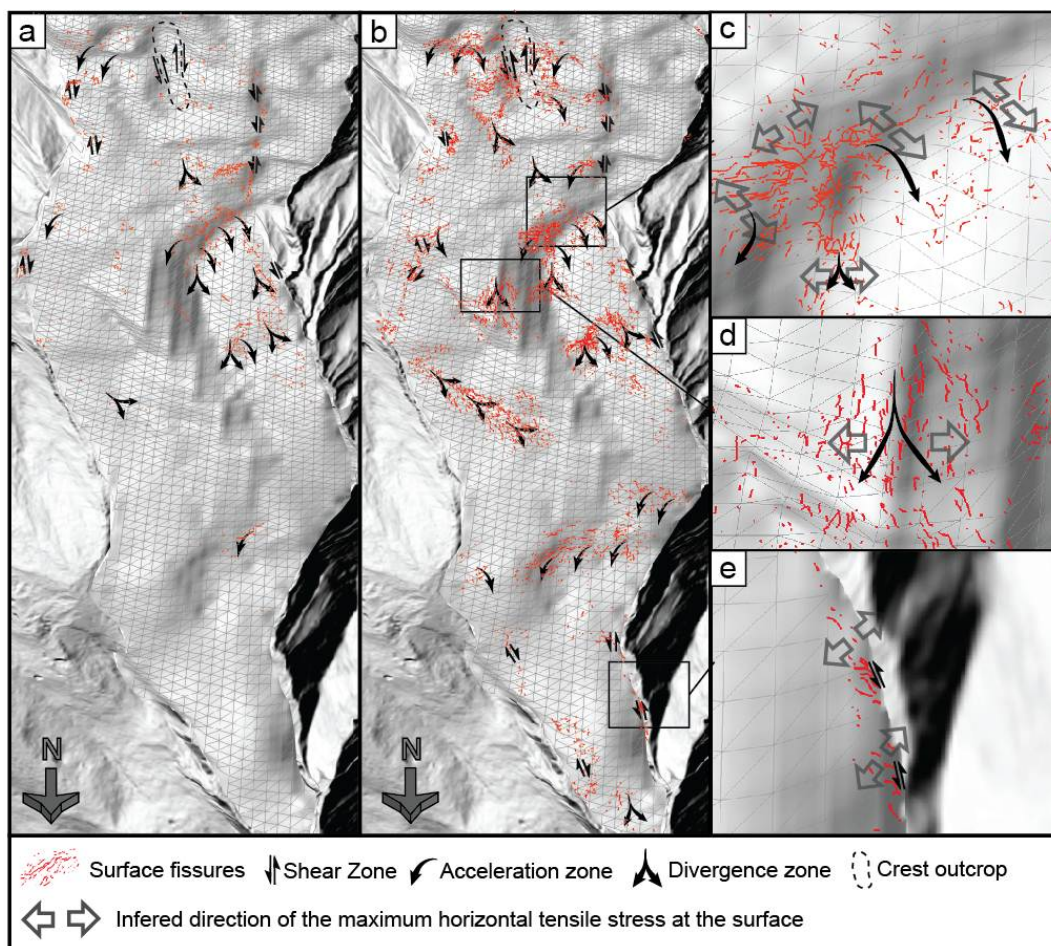 a
b
c
d
e
N
N
Surface fissures
Shear Zone
Acceleration zone
Divergence zone
Crest outcrop
Infered direction of the maximum horizontal tensile stress at the surface